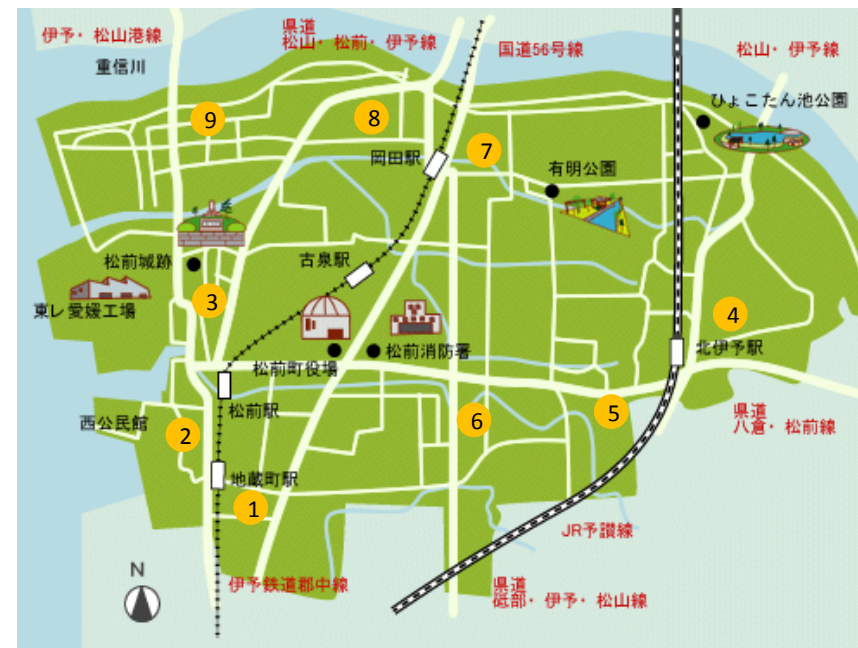 伊予・松山港線
県道
松山・松前・伊予線
国道56号線
松山・伊予線
重信川
ひょこたん池公園
9
8
7
岡田駅
有明公園
松前城跡
古泉駅
3
東レ愛媛工場
4
松前消防署
北伊予駅
松前町役場
松前駅
県道
八倉・松前線
西公民館
2
6
5
地蔵町駅
1
JR予讃線
N
伊予鉄道郡中線
県道
砥部・伊予・松山線